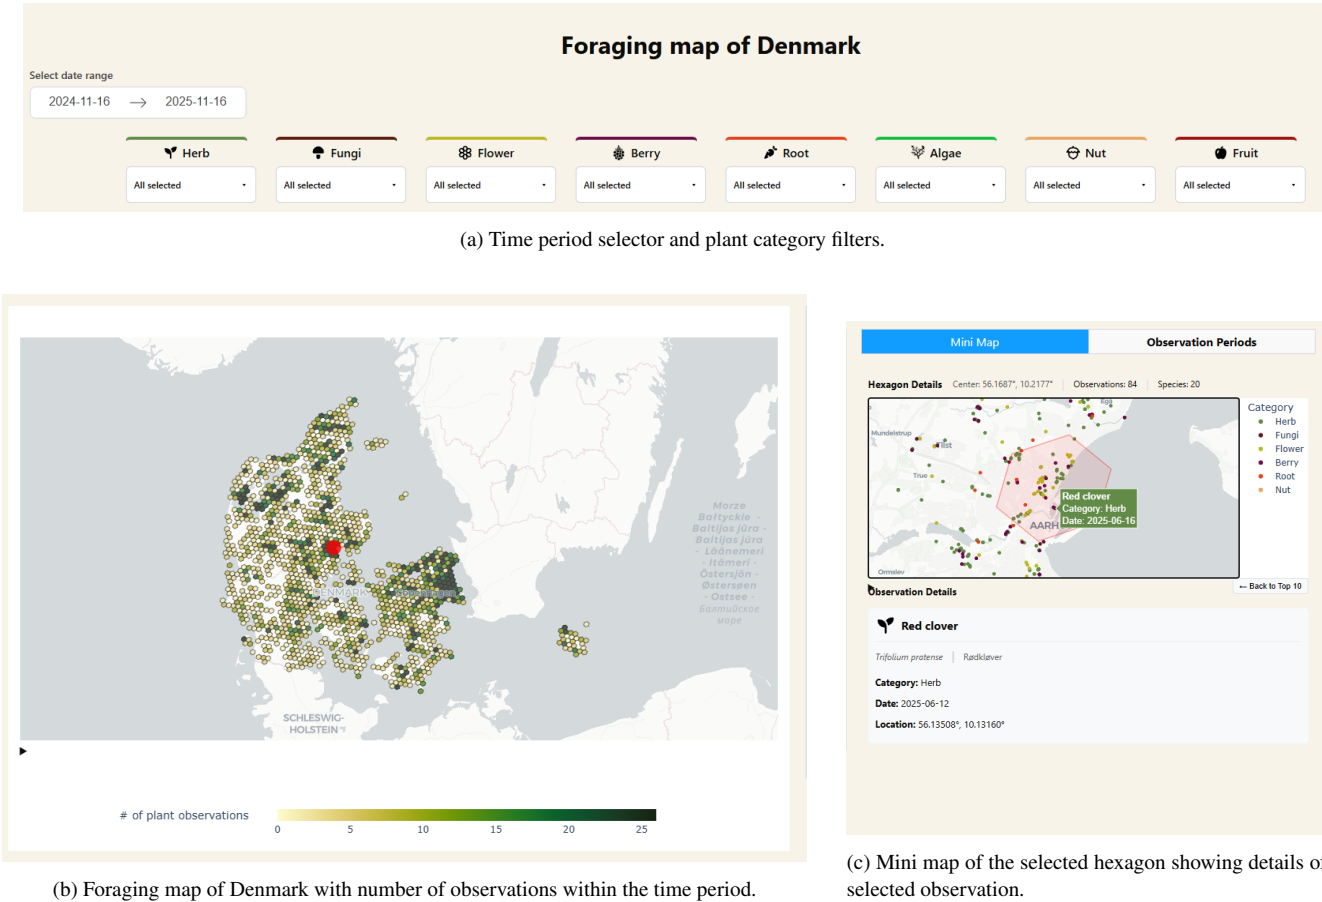 Foraging map of Denmark
Select date range
2024-11-16 → 2025-11-16
Herb Fungi Flower Berry Root Algae Nut Fruit
All selected All selected All selected All selected All selected All selected All selected All selected
(a) Time period selector and plant category filters.
DENMARK
SCHLESWIG-
HOLSTEIN
Morze
Bałtyckie -
Baltijos jūra -
Baltijas jūra
- Läänemeri
- Itämeri -
Östersjön -
Østersøen
- Ostsee -
Балтийское
море
# of plant observations
0 5 10 15 20 25
(b) Foraging map of Denmark with number of observations within the time period.
Mini Map Observation Periods
Hexagon Details Center: 56.1687°, 10.2177° Observations: 84 Species: 20
Mundelstrup
Tilst
True
Egå
AARH
Ormslev
Red clover
Category: Herb
Date: 2025-06-16
Category
Herb
Fungi
Flower
Berry
Root
Nut
← Back to Top 10
Observation Details
Red clover
Trifolium pratense Rødkløver
Category: Herb
Date: 2025-06-12
Location: 56.13508°, 10.13160°
(c) Mini map of the selected hexagon showing details of
selected observation.